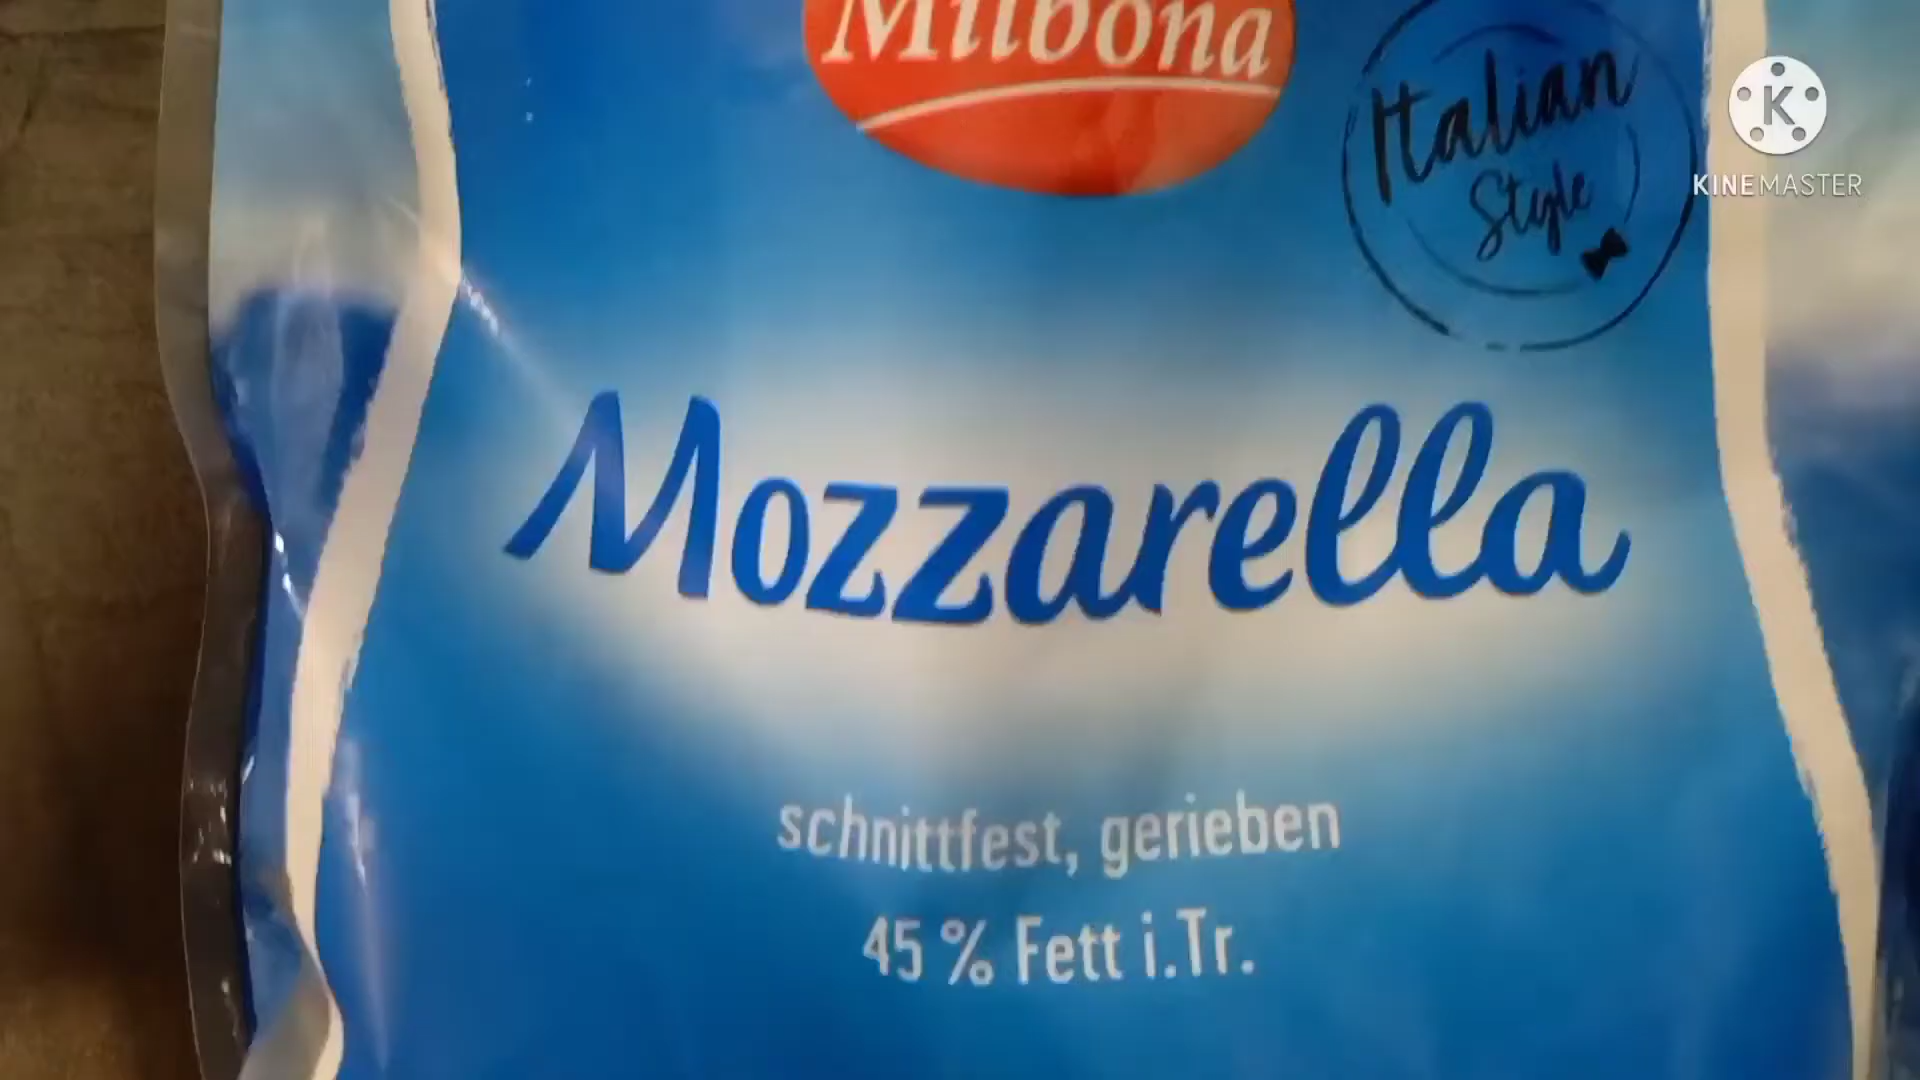 Milbona
Italian
Style
K
KINEMASTER
Mozzarella
schnittfest, gerieben
45 % Fett i.Tr.